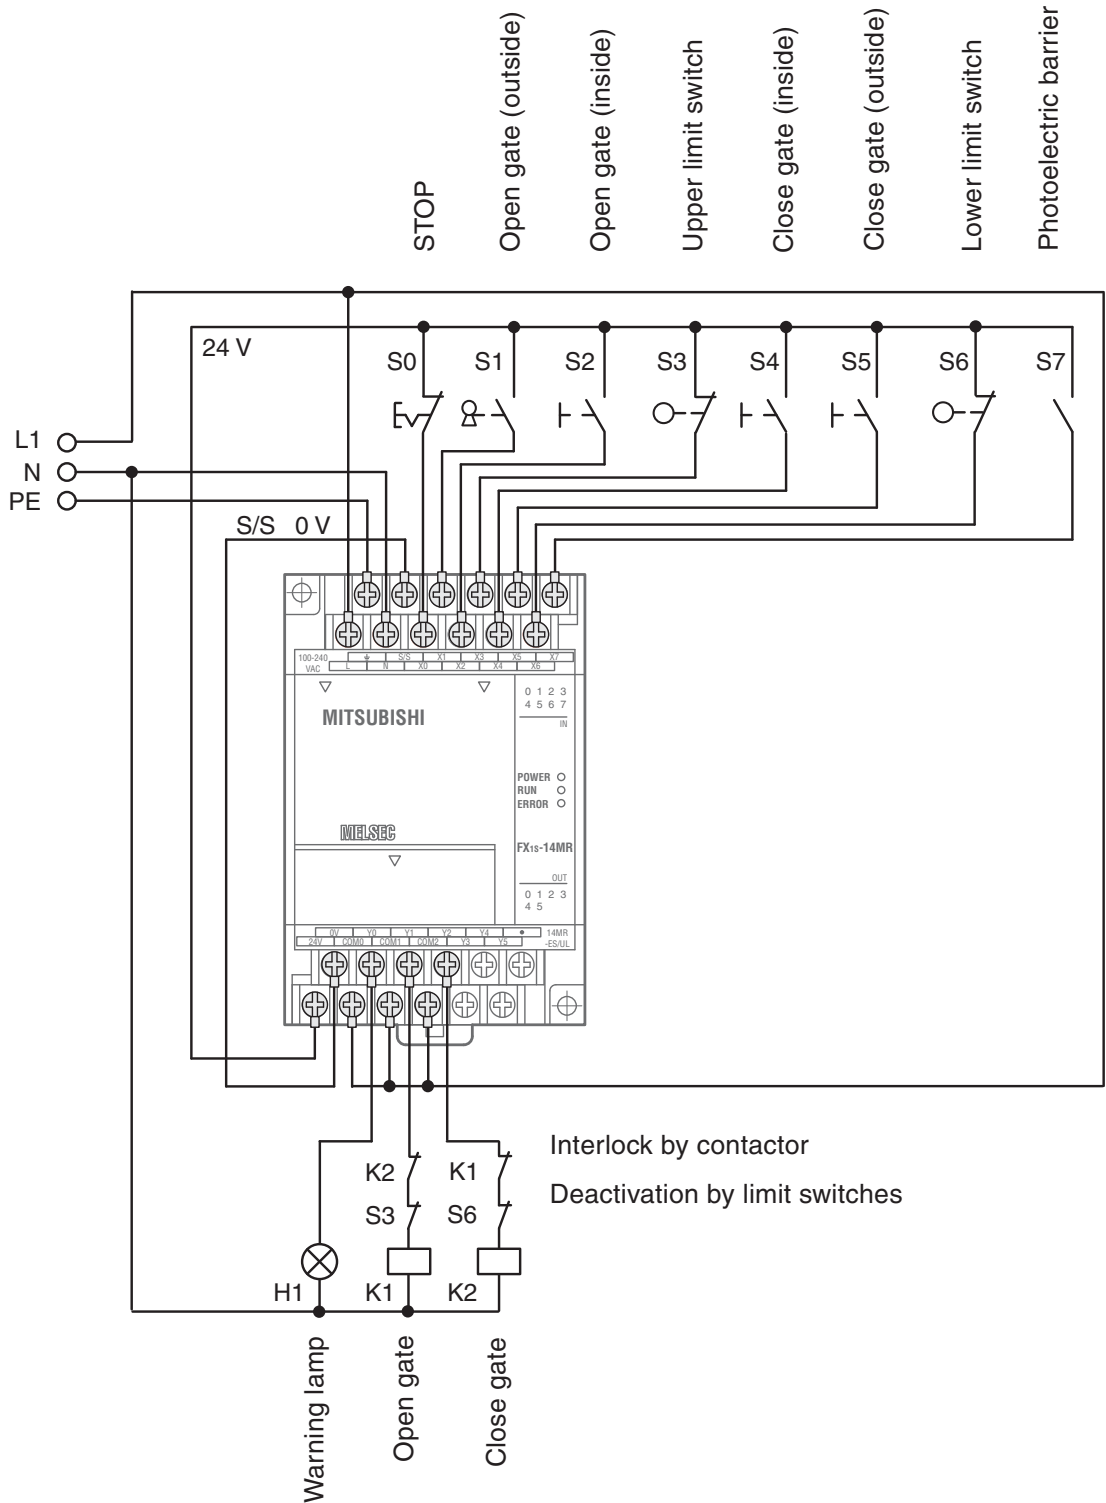 STOP
Open gate (outside)
Open gate (inside)
Upper limit switch
Close gate (inside)
Close gate (outside)
Lower limit switch
Photoelectric barrier
24 V
S0 S1 S2 S3 S4 S5 S6 S7
L1
N
PE
S/S 0 V
100-240 VAC
S/S X1 X3 X5 X7
L N X0 X2 X4 X6
0 1 2 3
4 5 6 7
IN
MITSUBISHI
POWER
RUN
ERROR
MELSEC
FX1S-14MR
OUT
0 1 2 3
4 5
0V Y0 Y1 Y2 Y4 • 14MR
24V COM0 COM1 COM2 Y3 Y5 -ES/UL
Interlock by contactor
K2 K1
Deactivation by limit switches
S3 S6
H1 K1 K2
Warning lamp
Open gate
Close gate